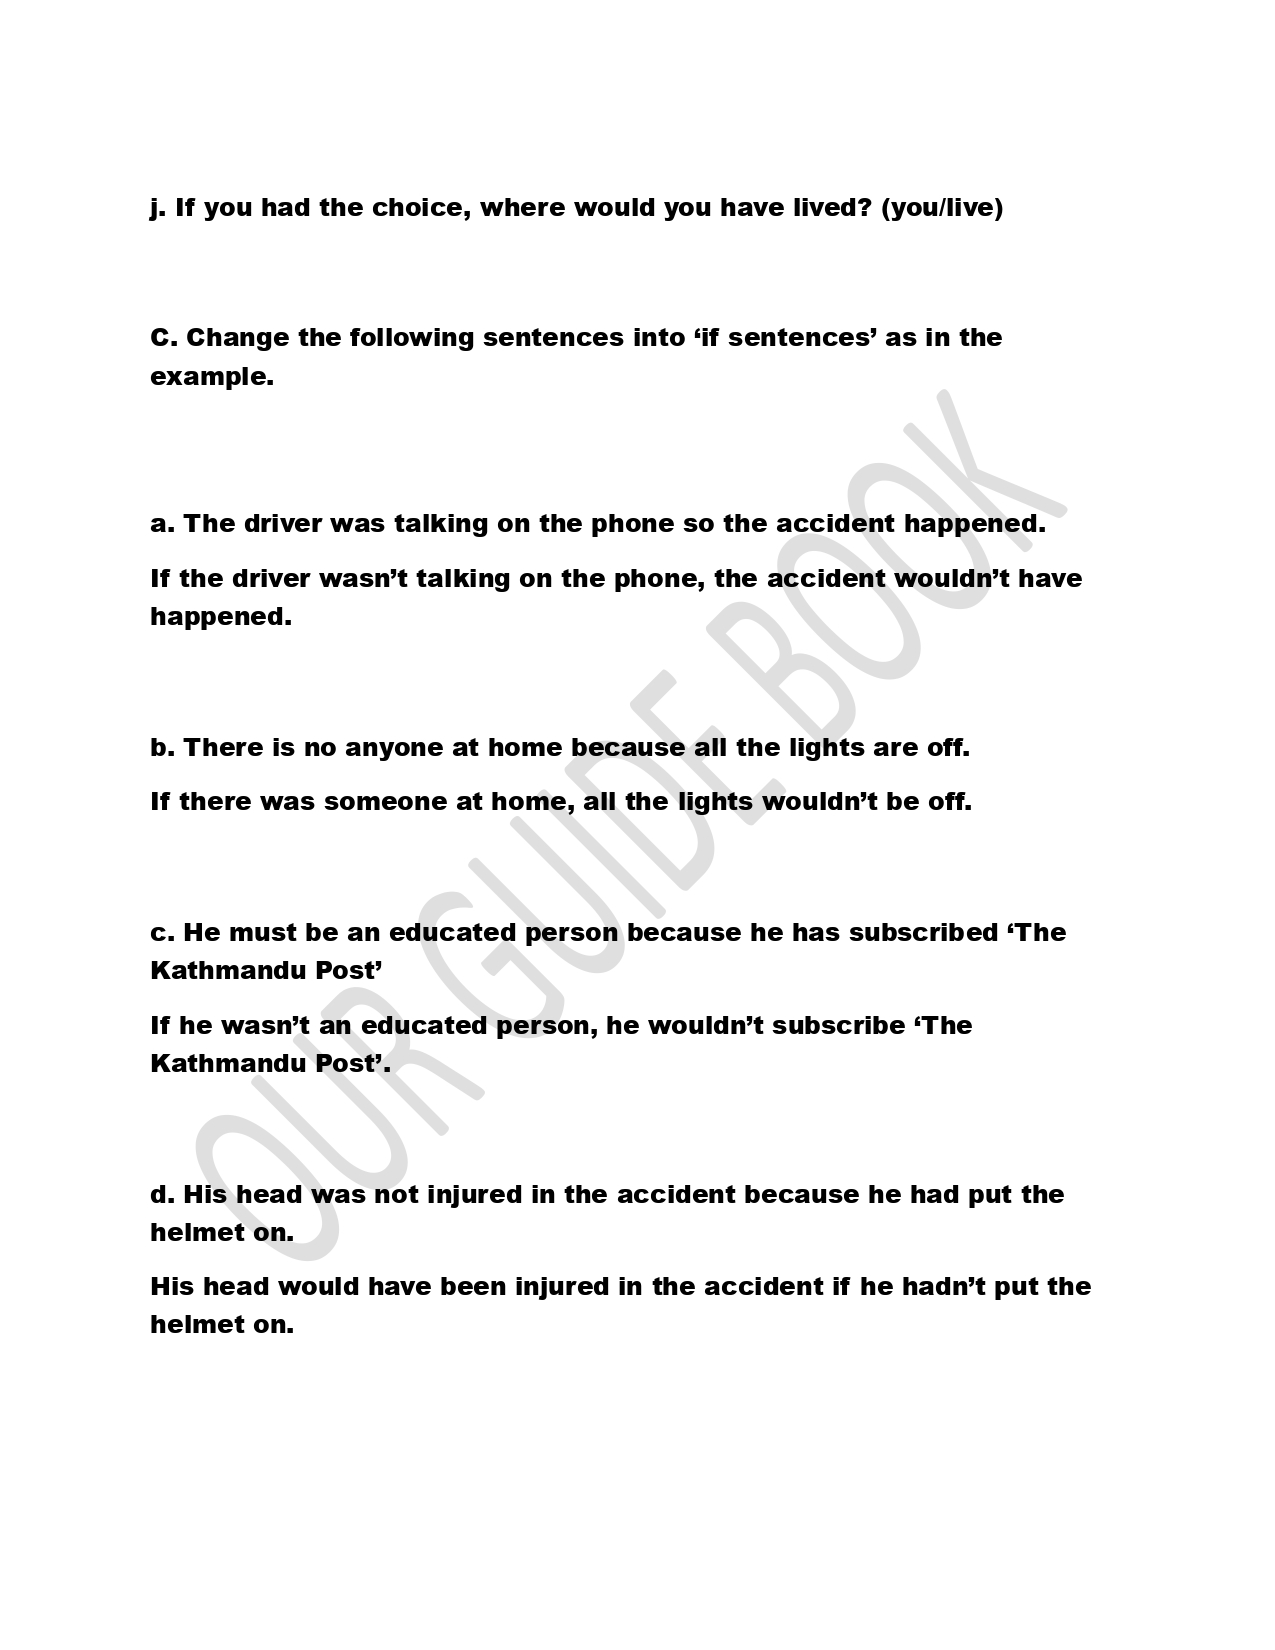 j. If you had the choice, where would you have lived? (you/live)
C. Change the following sentences into ‘if sentences’ as in the
example.
a. The driver was talking on the phone so the accident happened.
If the driver wasn’t talking on the phone, the accident wouldn’t have
happened.
b. There is no anyone at home because all the lights are off.
If there was someone at home, all the lights wouldn’t be off.
c. He must be an educated person because he has subscribed ‘The
Kathmandu Post’
If he wasn’t an educated person, he wouldn’t subscribe ‘The
Kathmandu Post’.
d. His head was not injured in the accident because he had put the
helmet on.
His head would have been injured in the accident if he hadn’t put the
helmet on.
OUR GUIDE BOOK